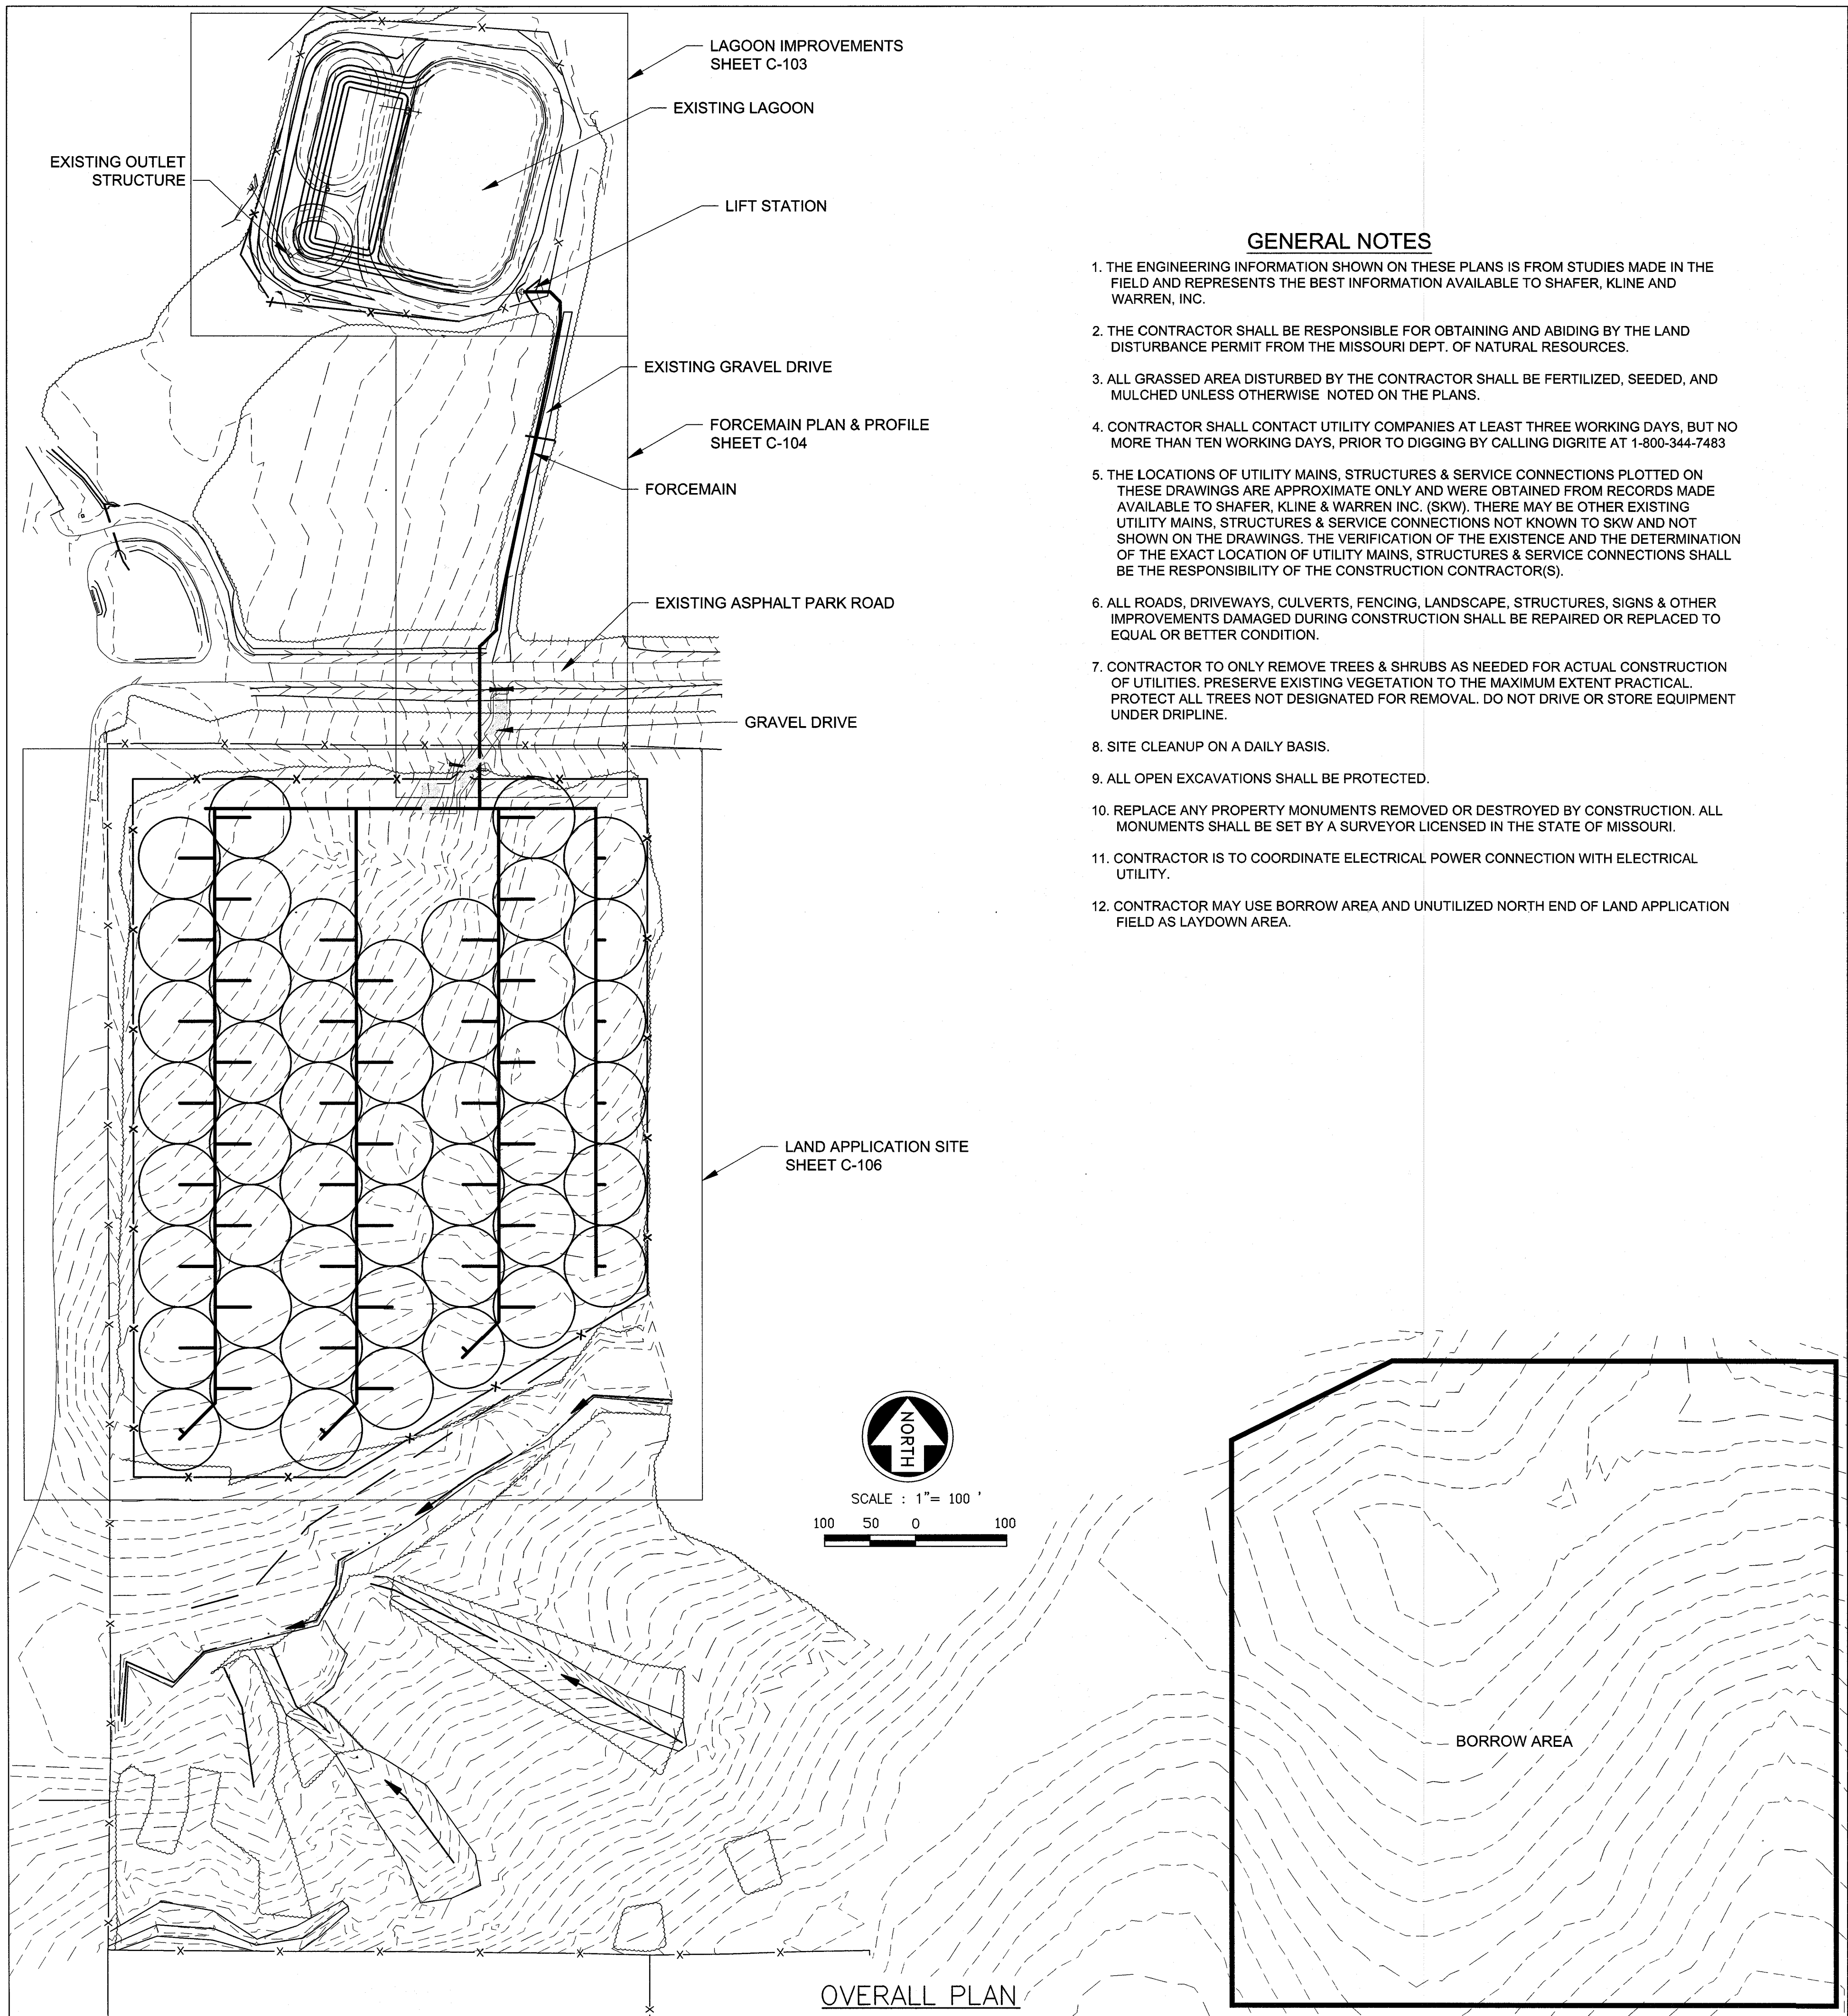 LAGOON IMPROVEMENTS
SHEET C-103
EXISTING LAGOON
EXISTING OUTLET
STRUCTURE
LIFT STATION
EXISTING GRAVEL DRIVE
FORCEMAIN PLAN & PROFILE
SHEET C-104
FORCEMAIN
EXISTING ASPHALT PARK ROAD
GRAVEL DRIVE
LAND APPLICATION SITE
SHEET C-106
GENERAL NOTES
1. THE ENGINEERING INFORMATION SHOWN ON THESE PLANS IS FROM STUDIES MADE IN THE
FIELD AND REPRESENTS THE BEST INFORMATION AVAILABLE TO SHAFER, KLINE AND
WARREN, INC.
2. THE CONTRACTOR SHALL BE RESPONSIBLE FOR OBTAINING AND ABIDING BY THE LAND
DISTURBANCE PERMIT FROM THE MISSOURI DEPT. OF NATURAL RESOURCES.
3. ALL GRASSED AREA DISTURBED BY THE CONTRACTOR SHALL BE FERTILIZED, SEEDED, AND
MULCHED UNLESS OTHERWISE NOTED ON THE PLANS.
4. CONTRACTOR SHALL CONTACT UTILITY COMPANIES AT LEAST THREE WORKING DAYS, BUT NO
MORE THAN TEN WORKING DAYS, PRIOR TO DIGGING BY CALLING DIGRITE AT 1-800-344-7483
5. THE LOCATIONS OF UTILITY MAINS, STRUCTURES & SERVICE CONNECTIONS PLOTTED ON
THESE DRAWINGS ARE APPROXIMATE ONLY AND WERE OBTAINED FROM RECORDS MADE
AVAILABLE TO SHAFER, KLINE & WARREN INC. (SKW). THERE MAY BE OTHER EXISTING
UTILITY MAINS, STRUCTURES & SERVICE CONNECTIONS NOT KNOWN TO SKW AND NOT
SHOWN ON THE DRAWINGS. THE VERIFICATION OF THE EXISTENCE AND THE DETERMINATION
OF THE EXACT LOCATION OF UTILITY MAINS, STRUCTURES & SERVICE CONNECTIONS SHALL
BE THE RESPONSIBILITY OF THE CONSTRUCTION CONTRACTOR(S).
6. ALL ROADS, DRIVEWAYS, CULVERTS, FENCING, LANDSCAPE, STRUCTURES, SIGNS & OTHER
IMPROVEMENTS DAMAGED DURING CONSTRUCTION SHALL BE REPAIRED OR REPLACED TO
EQUAL OR BETTER CONDITION.
7. CONTRACTOR TO ONLY REMOVE TREES & SHRUBS AS NEEDED FOR ACTUAL CONSTRUCTION
OF UTILITIES. PRESERVE EXISTING VEGETATION TO THE MAXIMUM EXTENT PRACTICAL.
PROTECT ALL TREES NOT DESIGNATED FOR REMOVAL. DO NOT DRIVE OR STORE EQUIPMENT
UNDER DRIPLINE.
8. SITE CLEANUP ON A DAILY BASIS.
9. ALL OPEN EXCAVATIONS SHALL BE PROTECTED.
10. REPLACE ANY PROPERTY MONUMENTS REMOVED OR DESTROYED BY CONSTRUCTION. ALL
MONUMENTS SHALL BE SET BY A SURVEYOR LICENSED IN THE STATE OF MISSOURI.
11. CONTRACTOR IS TO COORDINATE ELECTRICAL POWER CONNECTION WITH ELECTRICAL
UTILITY.
12. CONTRACTOR MAY USE BORROW AREA AND UNUTILIZED NORTH END OF LAND APPLICATION
FIELD AS LAYDOWN AREA.
NORTH
SCALE : 1"= 100 '
100 50 0 100
BORROW AREA
OVERALL PLAN